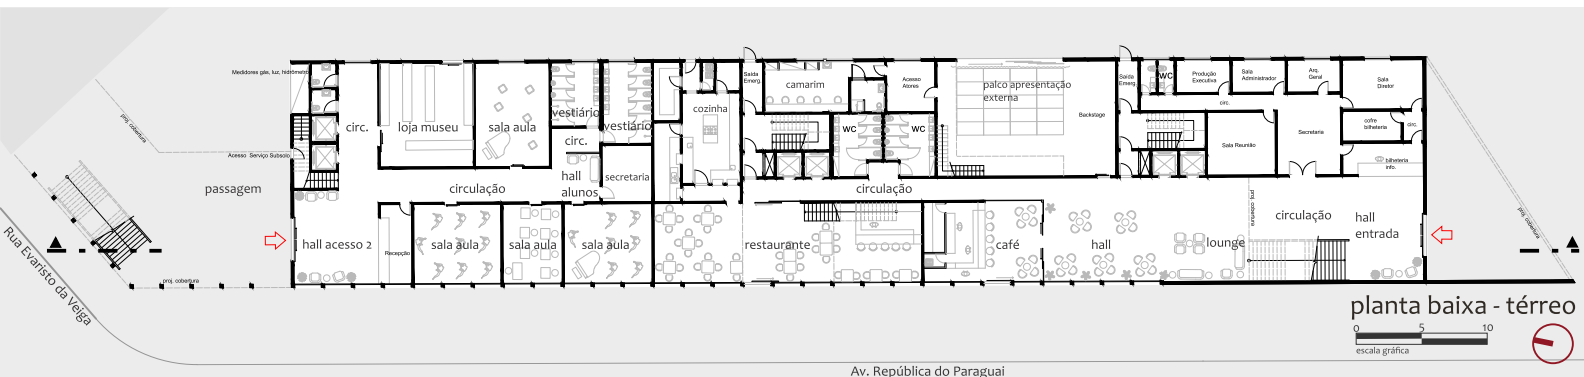 Medidores gás, luz, hidrômetro
proj. cobertura
Acesso Serviço Subsolo
passagem
Rua Evaristo da Veiga
proj. cobertura
circ.
loja museu
sala aula
vestiário
vestiário
circ.
hall
alunos
secretaria
circulação
hall acesso 2
Recepção
sala aula
sala aula
sala aula
cozinha
Saída
Emerg.
camarim
Acesso
Atores
WC
WC
palco apresentação
externa
Backstage
circulação
restaurante
café
hall
lounge
Saída
Emerg.
WC
Produção
Executiva
Sala
Administrador
Arq.
Geral
Sala
Diretor
circ.
Sala Reunião
Secretaria
cofre
bilheteria
circ.
bilheteria
info.
proj. cobertura
circulação
hall
entrada
proj. cobertura
planta baixa - térreo
0 5 10
escala gráfica
Av. República do Paraguai